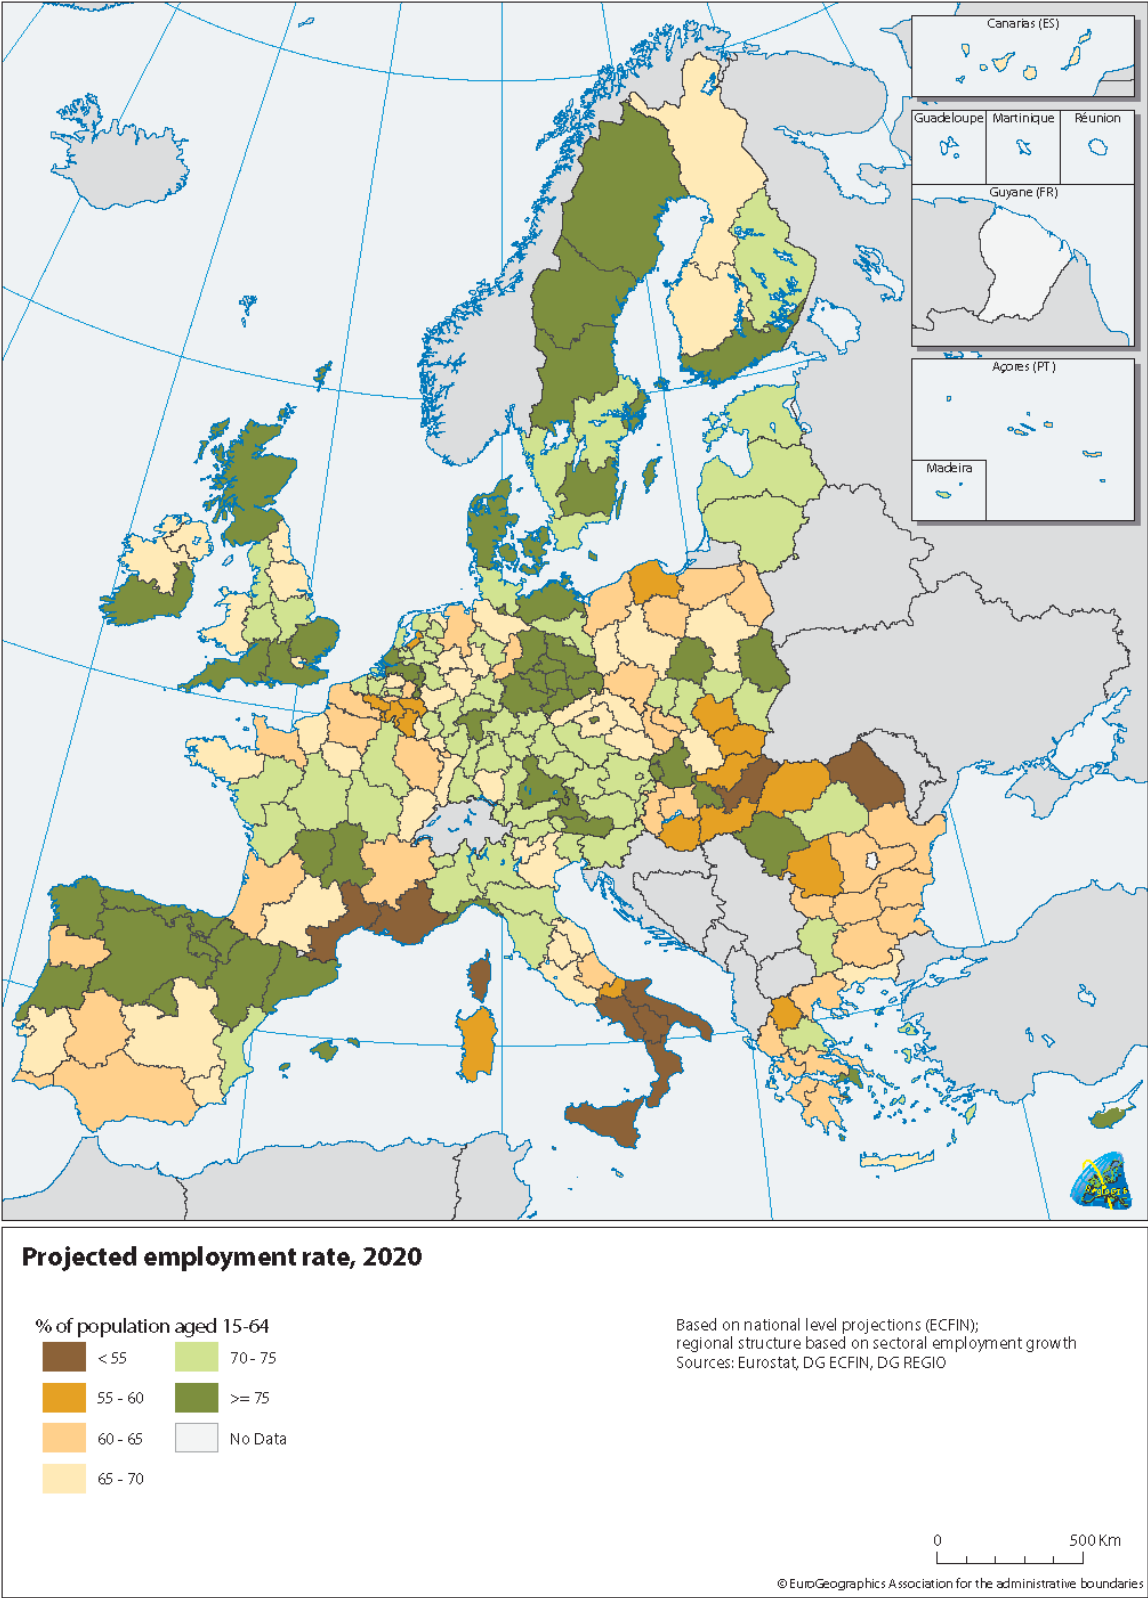 Canarias (ES)
Guadeloupe
Martinique
Réunion
Guyane (FR)
Açores (PT)
Madeira
Projected employment rate, 2020
% of population aged 15-64
< 55
70 - 75
55 - 60
>= 75
60 - 65
No Data
65 - 70
Based on national level projections (ECFIN);
regional structure based on sectoral employment growth
Sources: Eurostat, DG ECFIN, DG REGIO
0
500 Km
© EuroGeographics Association for the administrative boundaries